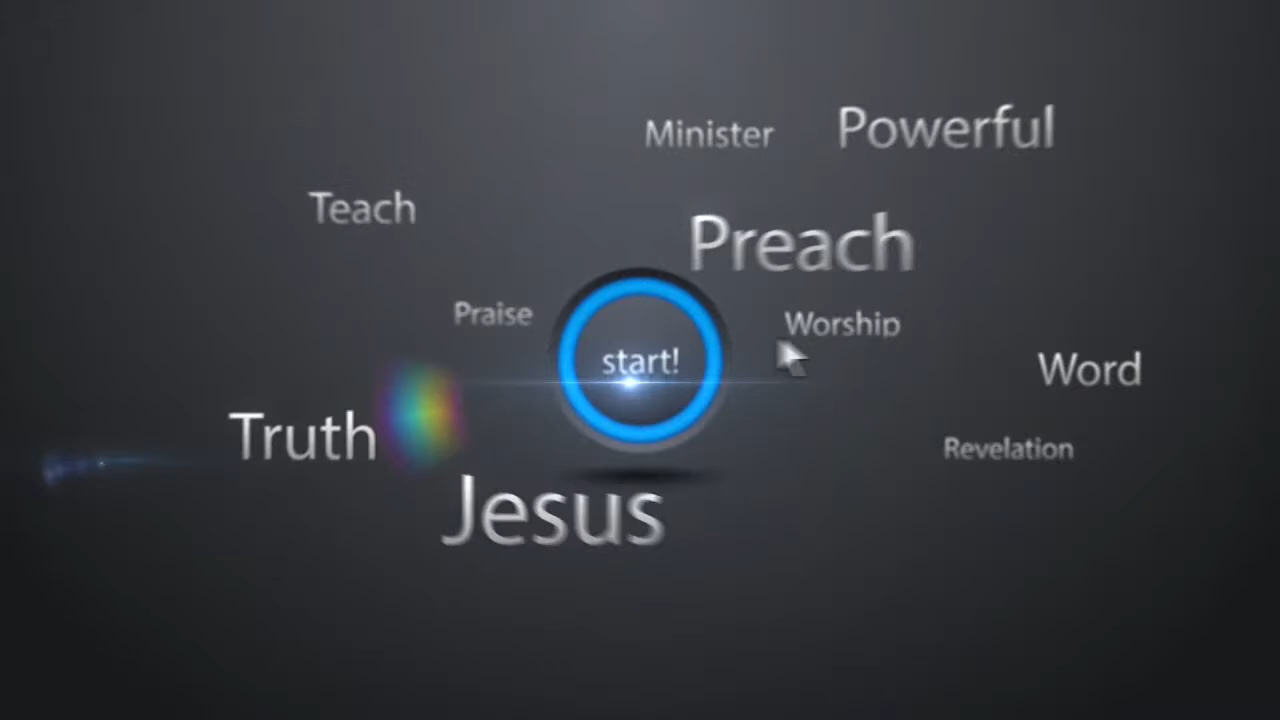 Minister
Powerful
Teach
Preach
Praise
Worship
start!
Word
Truth
Revelation
Jesus